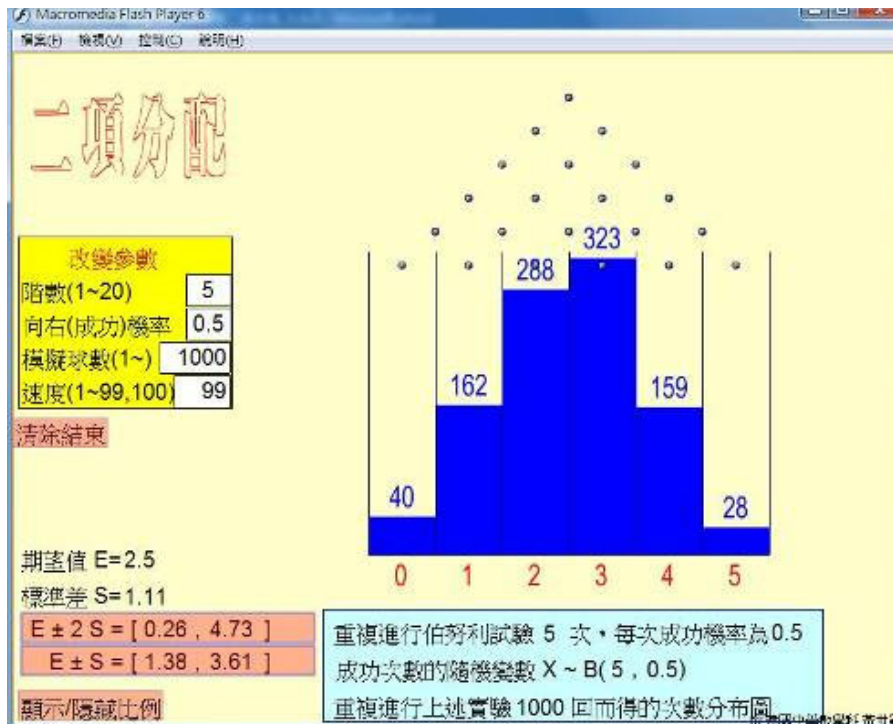 Macromedia Flash Player 6
檔案(F) 檢視(V) 控制(C) 說明(H)
二項分配
改變參數
階數(1~20) 5
向右(成功)機率 0.5
模擬球數(1~) 1000
速度(1~99,100) 99
清除結束
40
162
288
323
159
28
0 1 2 3 4 5
期望值 E=2.5
標準差 S=1.11
E ± 2 S = [ 0.26 , 4.73 ]
E ± S = [ 1.38 , 3.61 ]
顯示/隱藏比例
重複進行伯努利試驗 5 次，每次成功機率為0.5
成功次數的隨機變數 X ~ B( 5 , 0.5)
重複進行上述實驗1000 回而得的次數分布圖